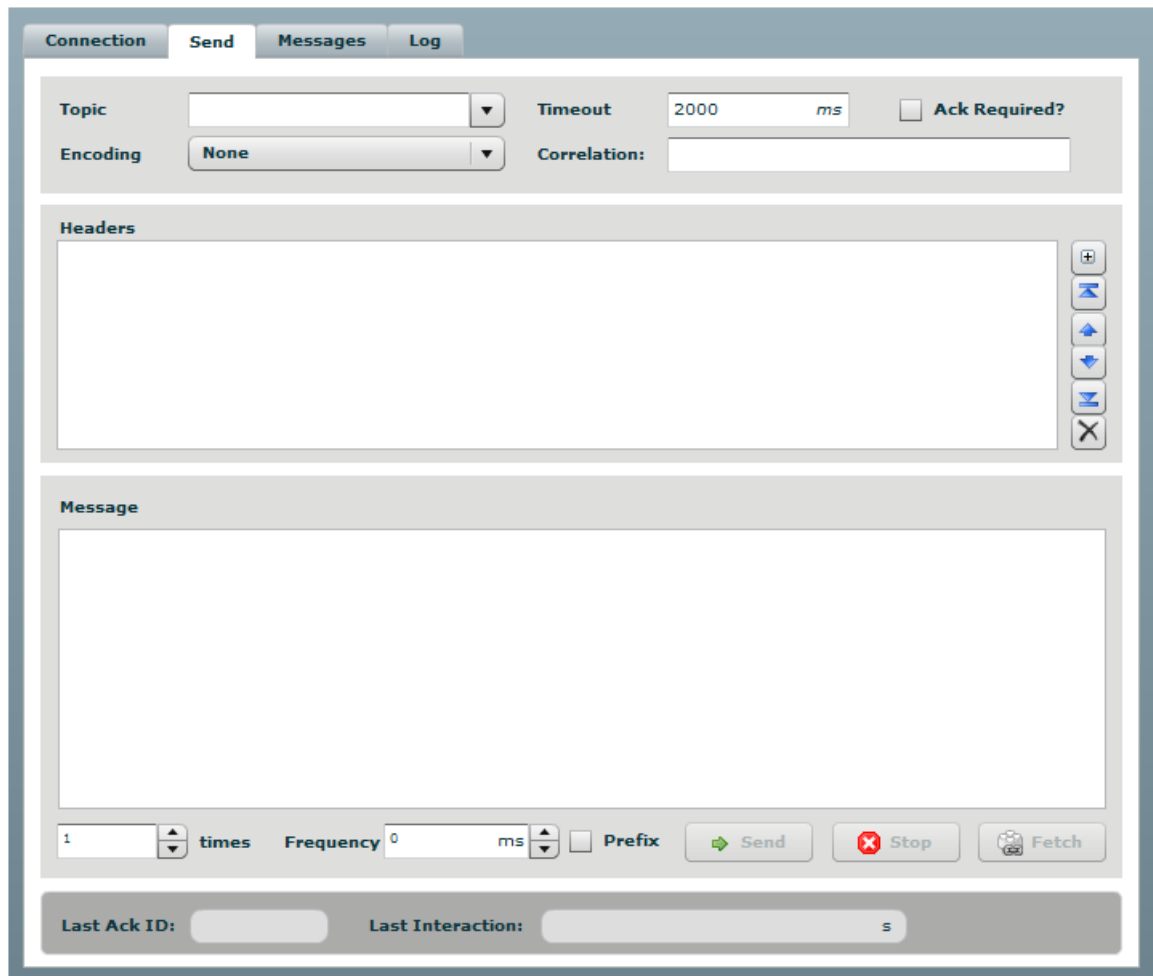 Connection Send Messages Log
Topic Timeout 2000 ms Ack Required?
Encoding None Correlation:
Headers
Message
1 times Frequency 0 ms Prefix Send Stop Fetch
Last Ack ID: Last Interaction: s